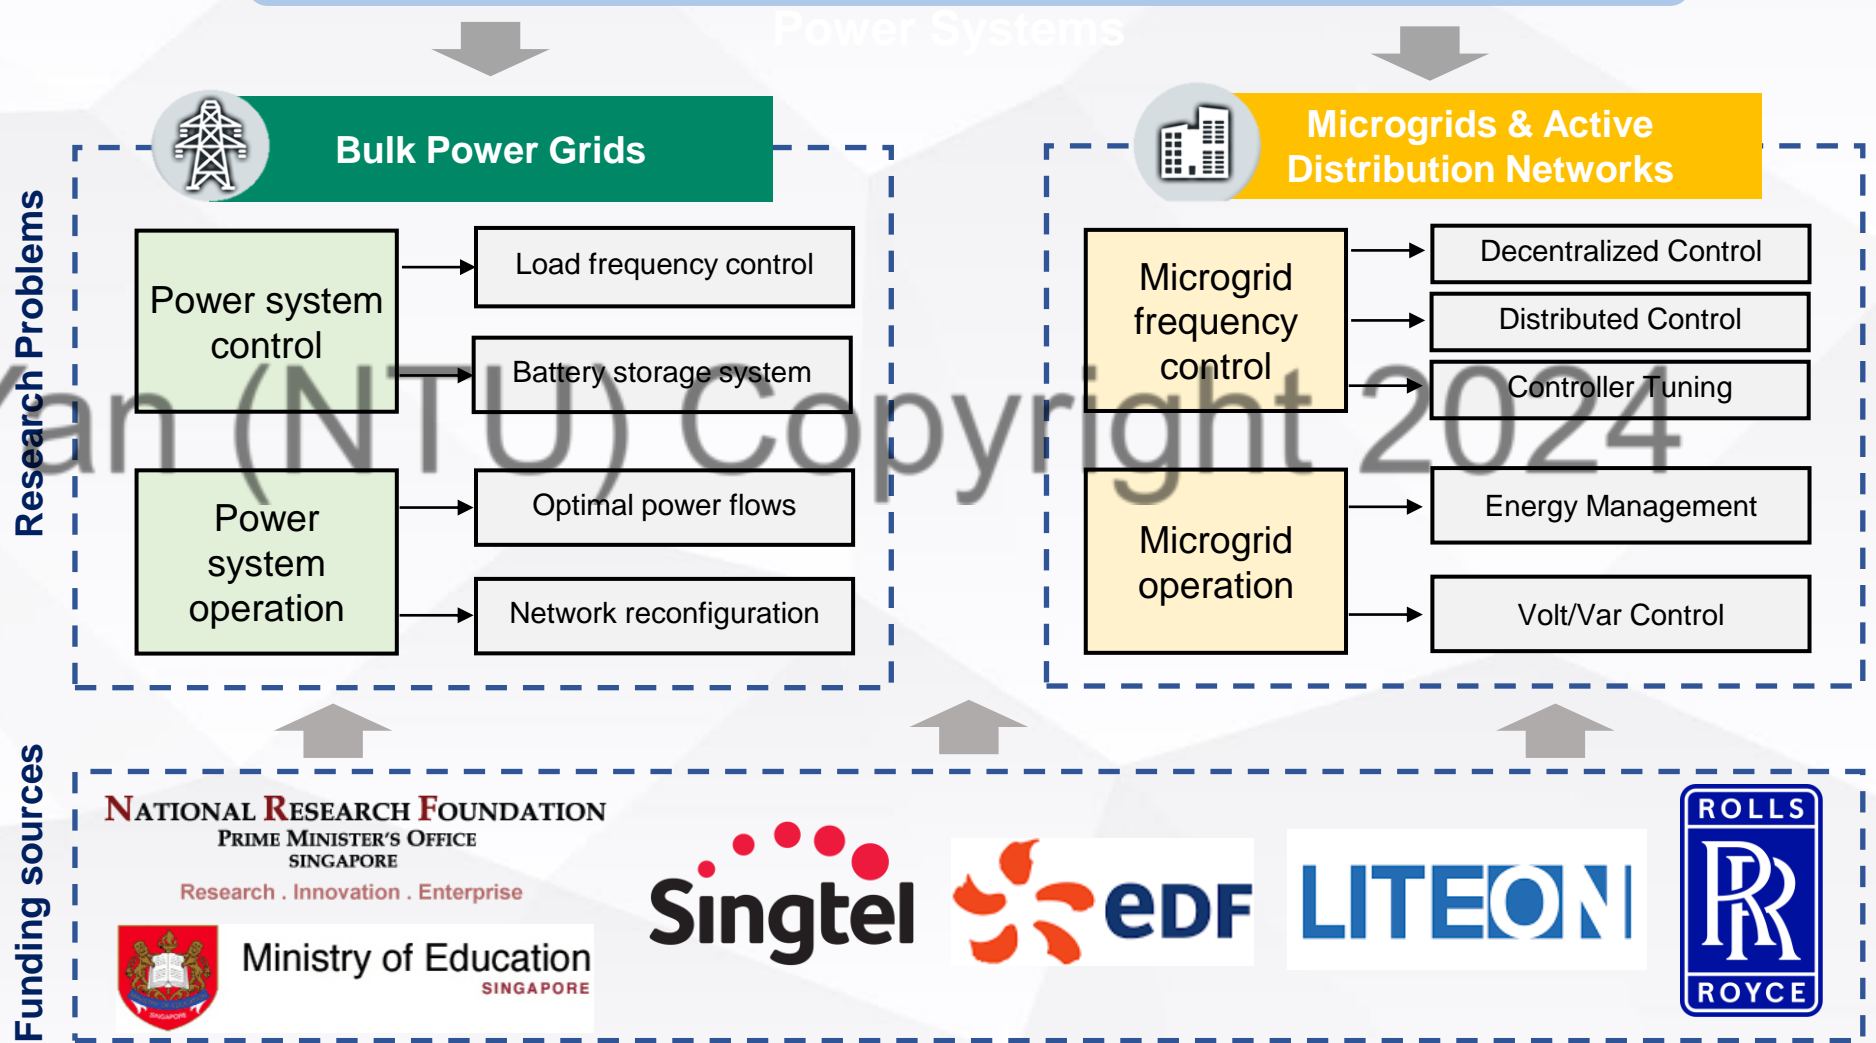 Power Systems
Bulk Power Grids
Microgrids & Active
Distribution Networks
Research Problems
Power system
control
Load frequency control
Battery storage system
Power
system
operation
Optimal power flows
Network reconfiguration
Microgrid
frequency
control
Decentralized Control
Distributed Control
Controller Tuning
Microgrid
operation
Energy Management
Volt/Var Control
Yan (NTU) Copyright 2024
Funding sources
NATIONAL RESEARCH FOUNDATION
PRIME MINISTER'S OFFICE
SINGAPORE
Research . Innovation . Enterprise
Ministry of Education
SINGAPORE
SINGAPORE
Singtel
eDF
LITEON
ROLLS
RR
ROYCE